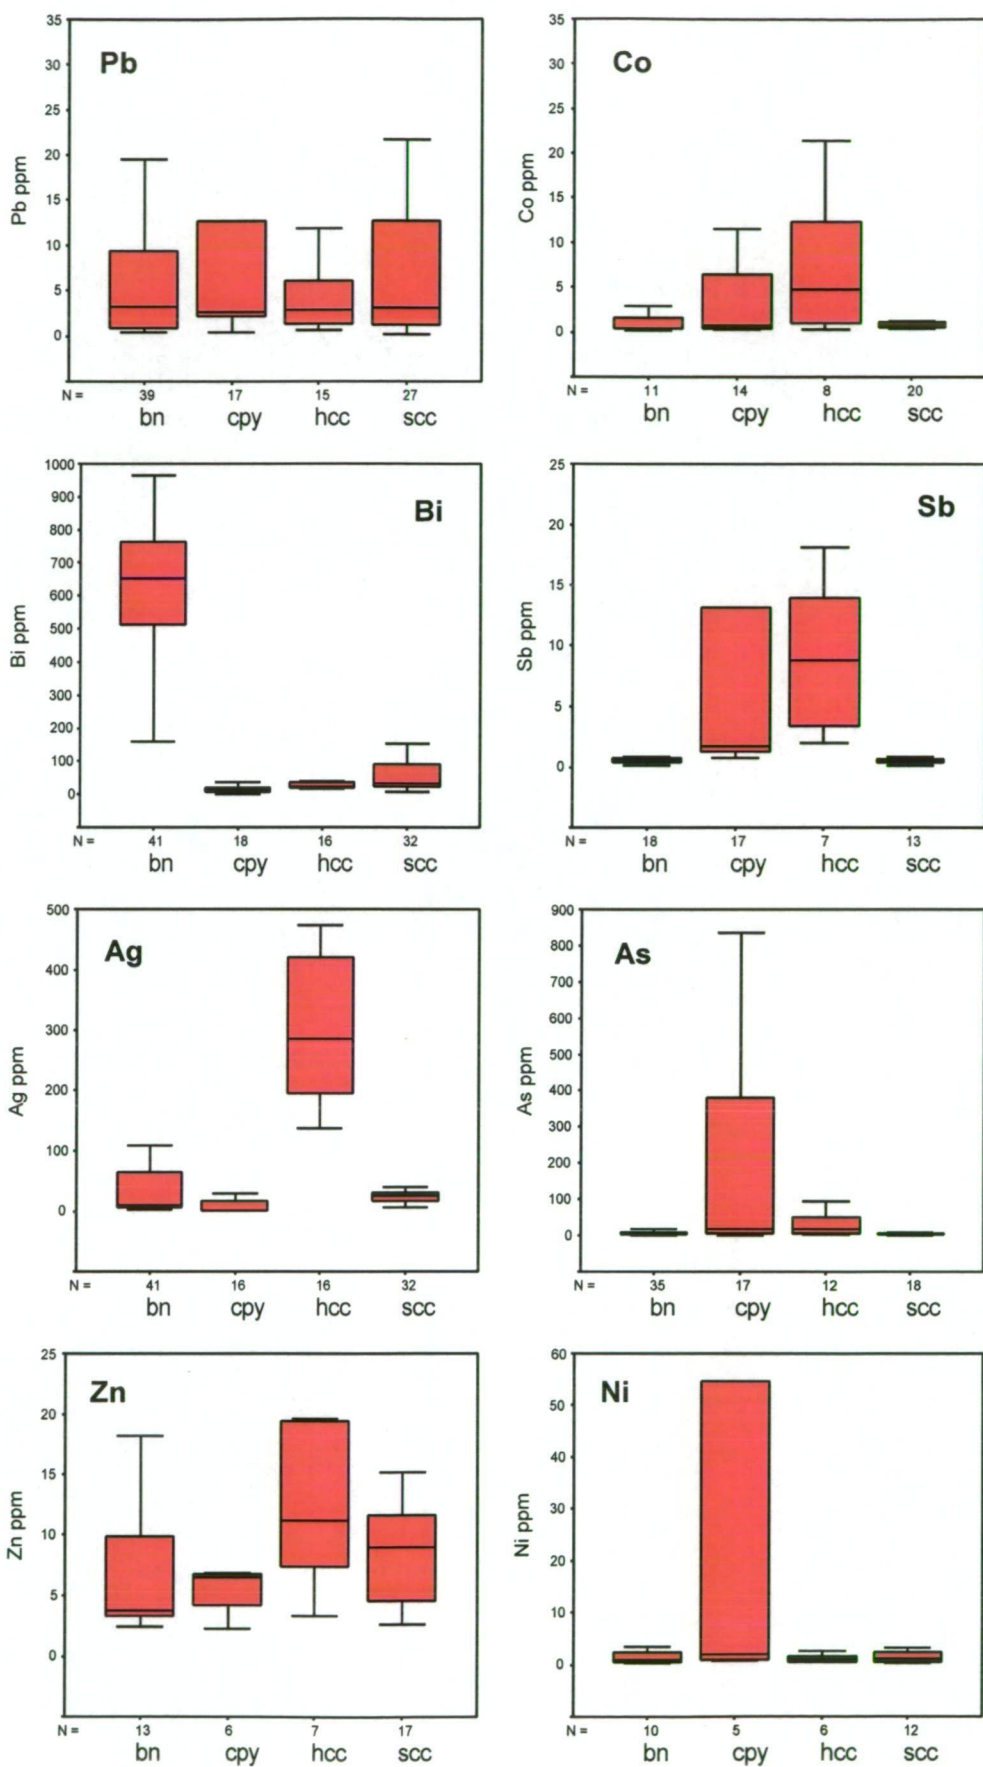 Pb
Pb ppm
35
30
25
20
15
10
5
0
N = 39 17 15 27
bn cpy hcc scc
Co
Co ppm
35
30
25
20
15
10
5
0
N = 11 14 8 20
bn cpy hcc scc
Bi
Bi ppm
1000
900
800
700
600
500
400
300
200
100
0
N = 41 18 16 32
bn cpy hcc scc
Sb
Sb ppm
25
20
15
10
5
0
N = 18 17 7 13
bn cpy hcc scc
Ag
Ag ppm
500
400
300
200
100
0
N = 41 16 16 32
bn cpy hcc scc
As
As ppm
900
800
700
600
500
400
300
200
100
0
N = 35 17 12 18
bn cpy hcc scc
Zn
Zn ppm
25
20
15
10
5
0
N = 13 6 7 17
bn cpy hcc scc
Ni
Ni ppm
60
50
40
30
20
10
0
N = 10 5 6 12
bn cpy hcc scc